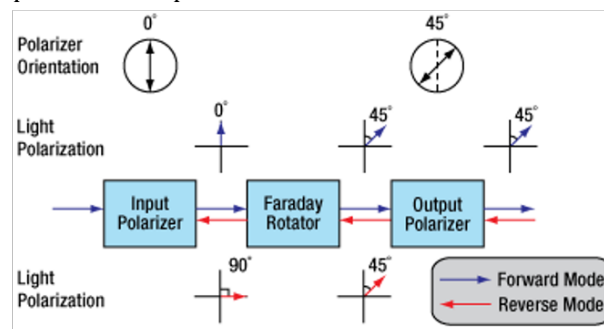 0°
45°
Polarizer
Orientation
0°
45°
45°
Light
Polarization
Input
Polarizer
Faraday
Rotator
Output
Polarizer
90°
45°
Light
Polarization
Forward Mode
Reverse Mode